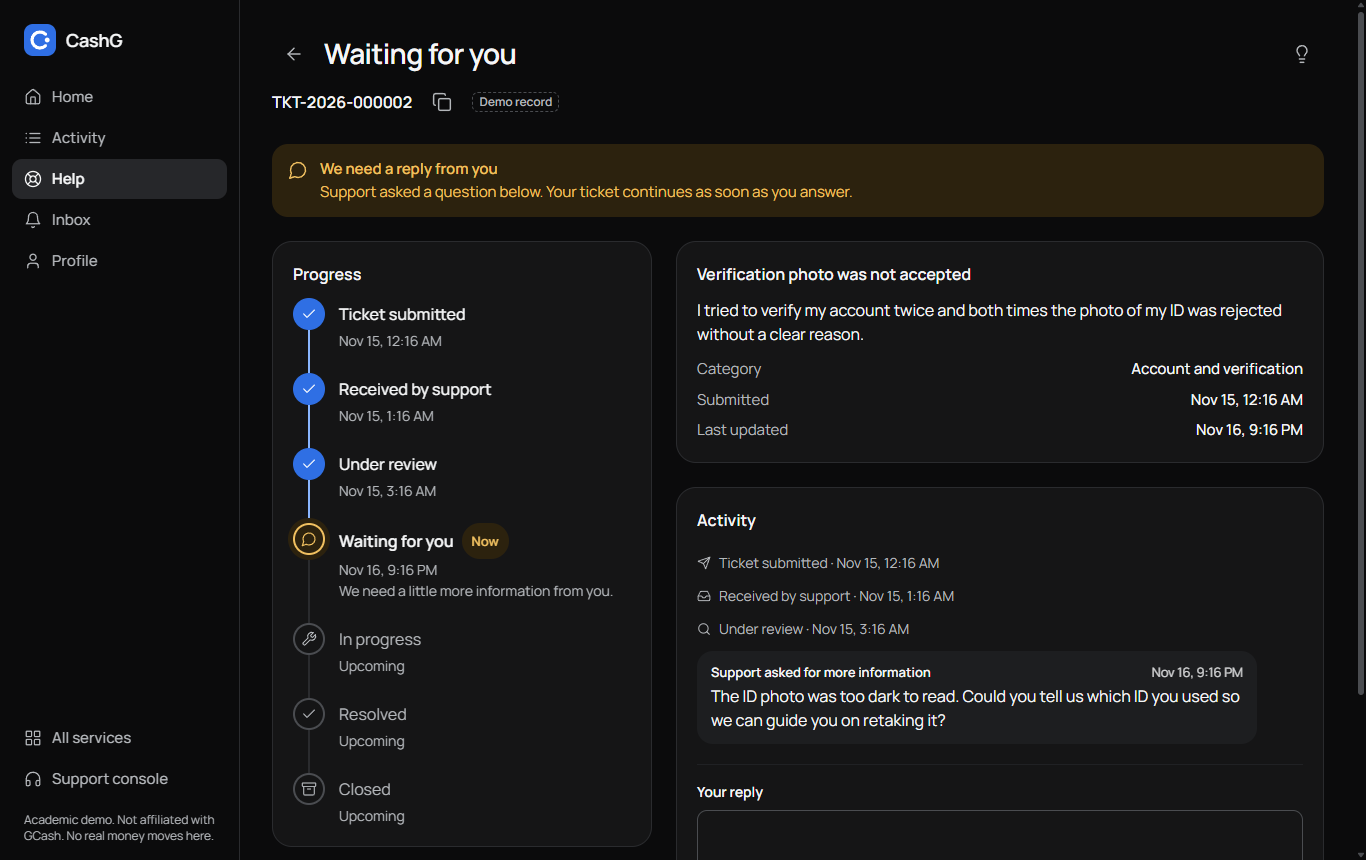 CashG
Home
Activity
Help
Inbox
Profile
All services
Support console
Academic demo. Not affiliated with
GCash. No real money moves here.
Waiting for you
TKT-2026-000002
Demo record
We need a reply from you
Support asked a question below. Your ticket continues as soon as you answer.
Progress
Ticket submitted
Nov 15, 12:16 AM
Received by support
Nov 15, 1:16 AM
Under review
Nov 15, 3:16 AM
Waiting for you Now
Nov 16, 9:16 PM
We need a little more information from you.
In progress
Upcoming
Resolved
Upcoming
Closed
Upcoming
Verification photo was not accepted
I tried to verify my account twice and both times the photo of my ID was rejected
without a clear reason.
Category Account and verification
Submitted Nov 15, 12:16 AM
Last updated Nov 16, 9:16 PM
Activity
Ticket submitted · Nov 15, 12:16 AM
Received by support · Nov 15, 1:16 AM
Under review · Nov 15, 3:16 AM
Support asked for more information Nov 16, 9:16 PM
The ID photo was too dark to read. Could you tell us which ID you used so
we can guide you on retaking it?
Your reply